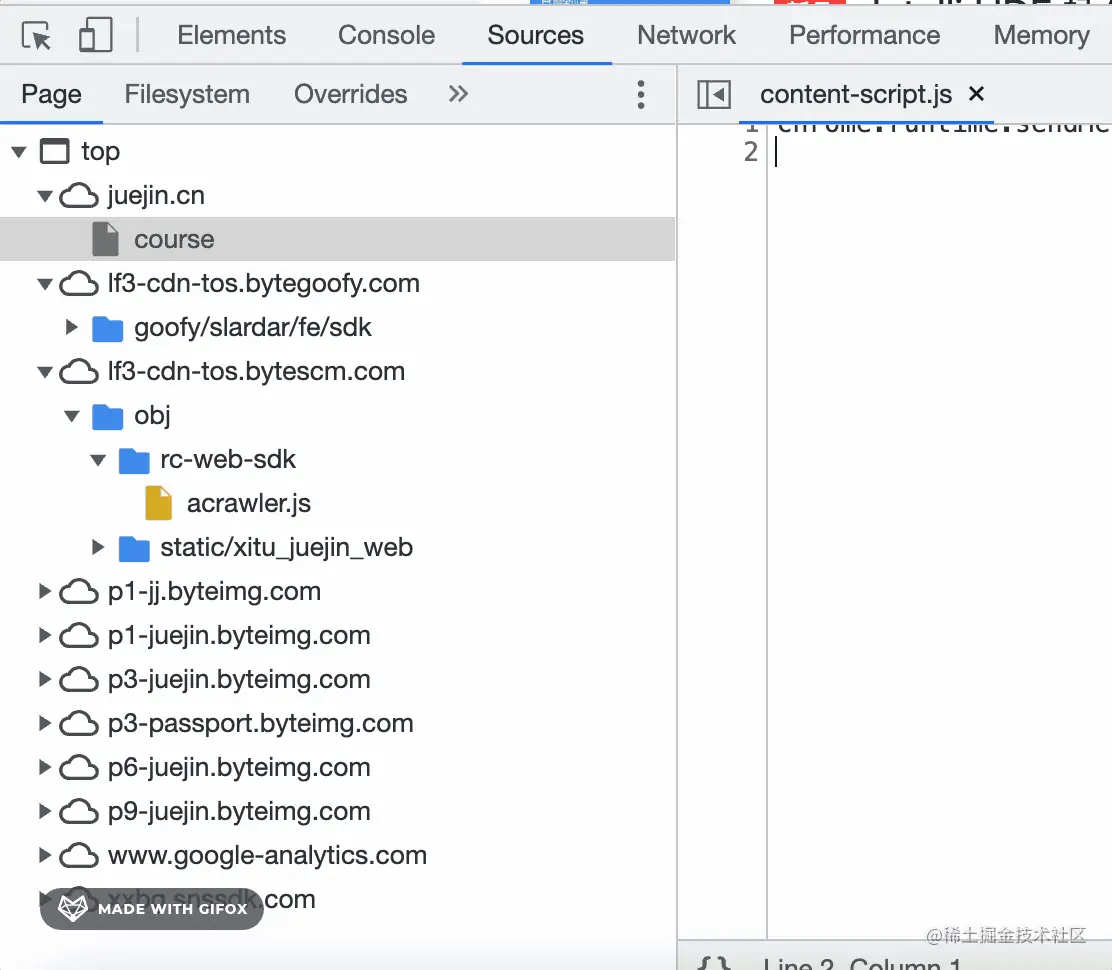 Elements Console Sources Network Performance Memory
Page Filesystem Overrides content-script.js
top
juejin.cn
course
lf3-cdn-tos.bytegoofy.com
goofy/slardar/fe/sdk
lf3-cdn-tos.bytescm.com
obj
rc-web-sdk
acrawler.js
static/xitu_juejin_web
p1-jj.byteimg.com
p1-juejin.byteimg.com
p3-juejin.byteimg.com
p3-passport.byteimg.com
p6-juejin.byteimg.com
p9-juejin.byteimg.com
www.google-analytics.com
xxbg.snssdk.com
MADE WITH GIFOX
1 chrome.runtime.sendMe
2
@稀土掘金技术社区
{ } Line 2, Column 1